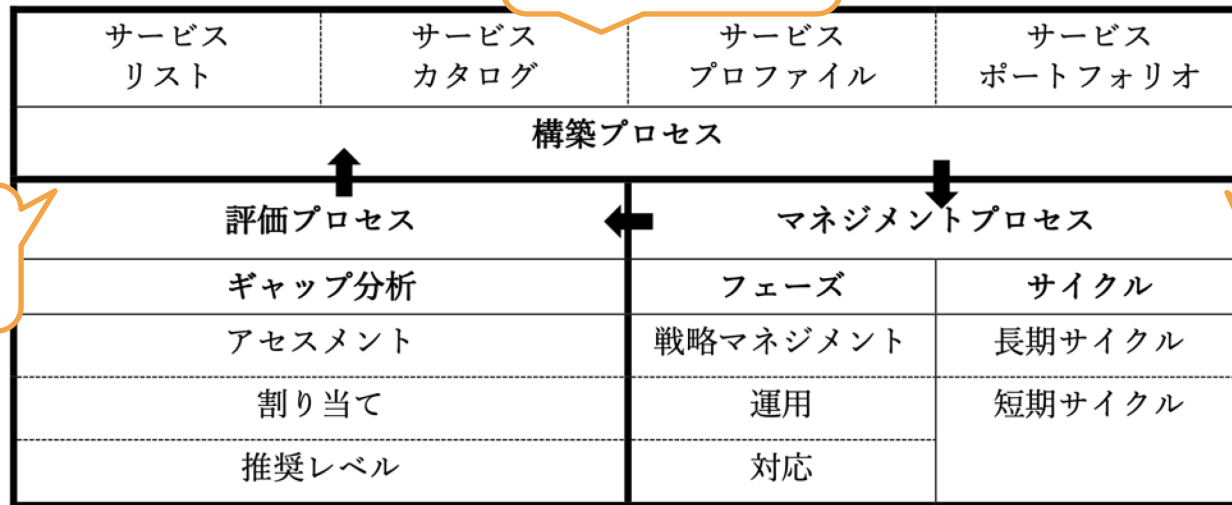 サービス
リスト
サービス
カタログ
サービス
プロファイル
サービス
ポートフォリオ
構築プロセス
評価プロセス
マネジメントプロセス
ギャップ分析
フェーズ
サイクル
アセスメント
戦略マネジメント
長期サイクル
割り当て
運用
短期サイクル
推奨レベル
対応